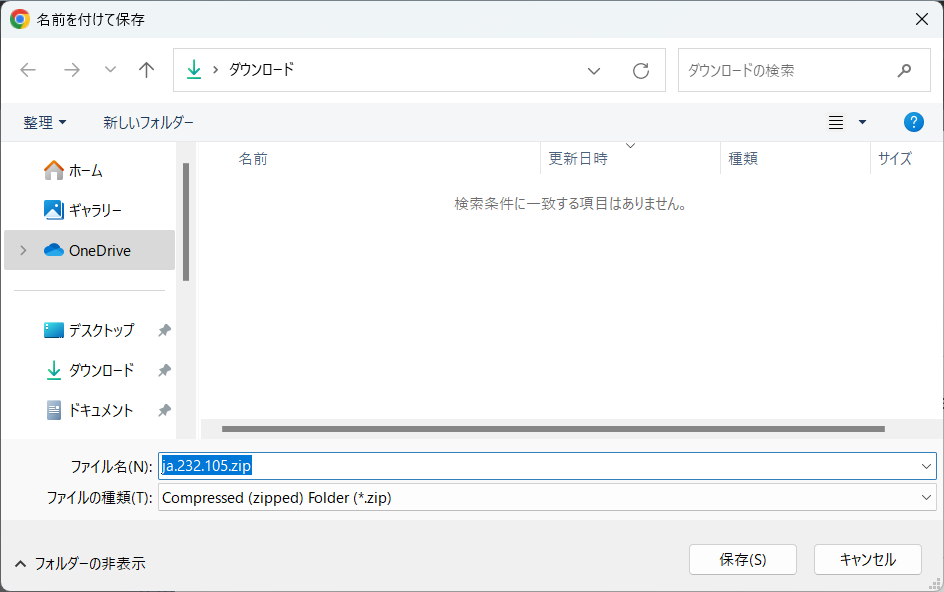 名前を付けて保存
ダウンロード
ダウンロードの検索
整理
新しいフォルダー
?
名前
更新日時
種類
サイズ
検索条件に一致する項目はありません。
ホーム
ギャラリー
OneDrive
デスクトップ
ダウンロード
ドキュメント
ファイル名(N):
ja.232.105.zip
ファイルの種類(T):
Compressed (zipped) Folder (*.zip)
フォルダーの非表示
保存(S)
キャンセル